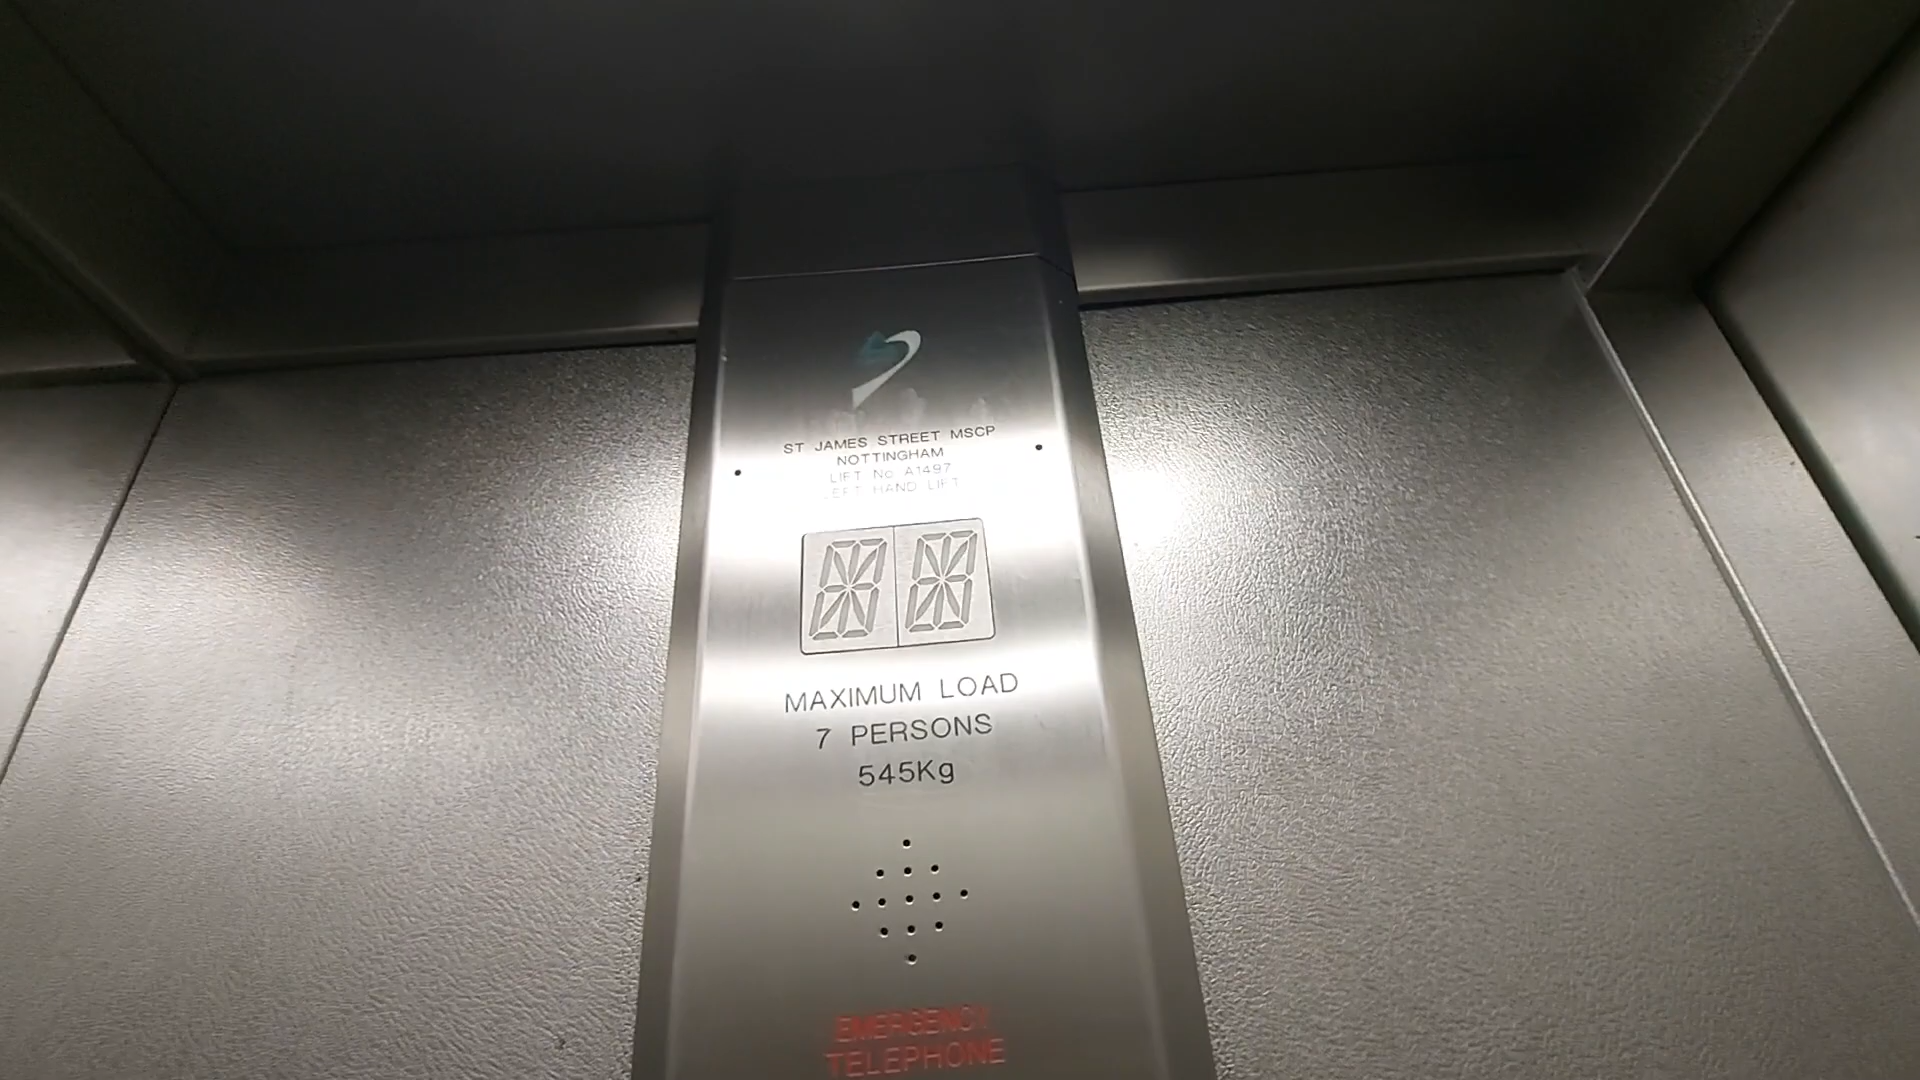 ST JAMES STREET MSCP
NOTTINGHAM
LIFT No A1497
LEFT HAND LIFT
MAXIMUM LOAD
7 PERSONS
545Kg
EMERGENCY
TELEPHONE